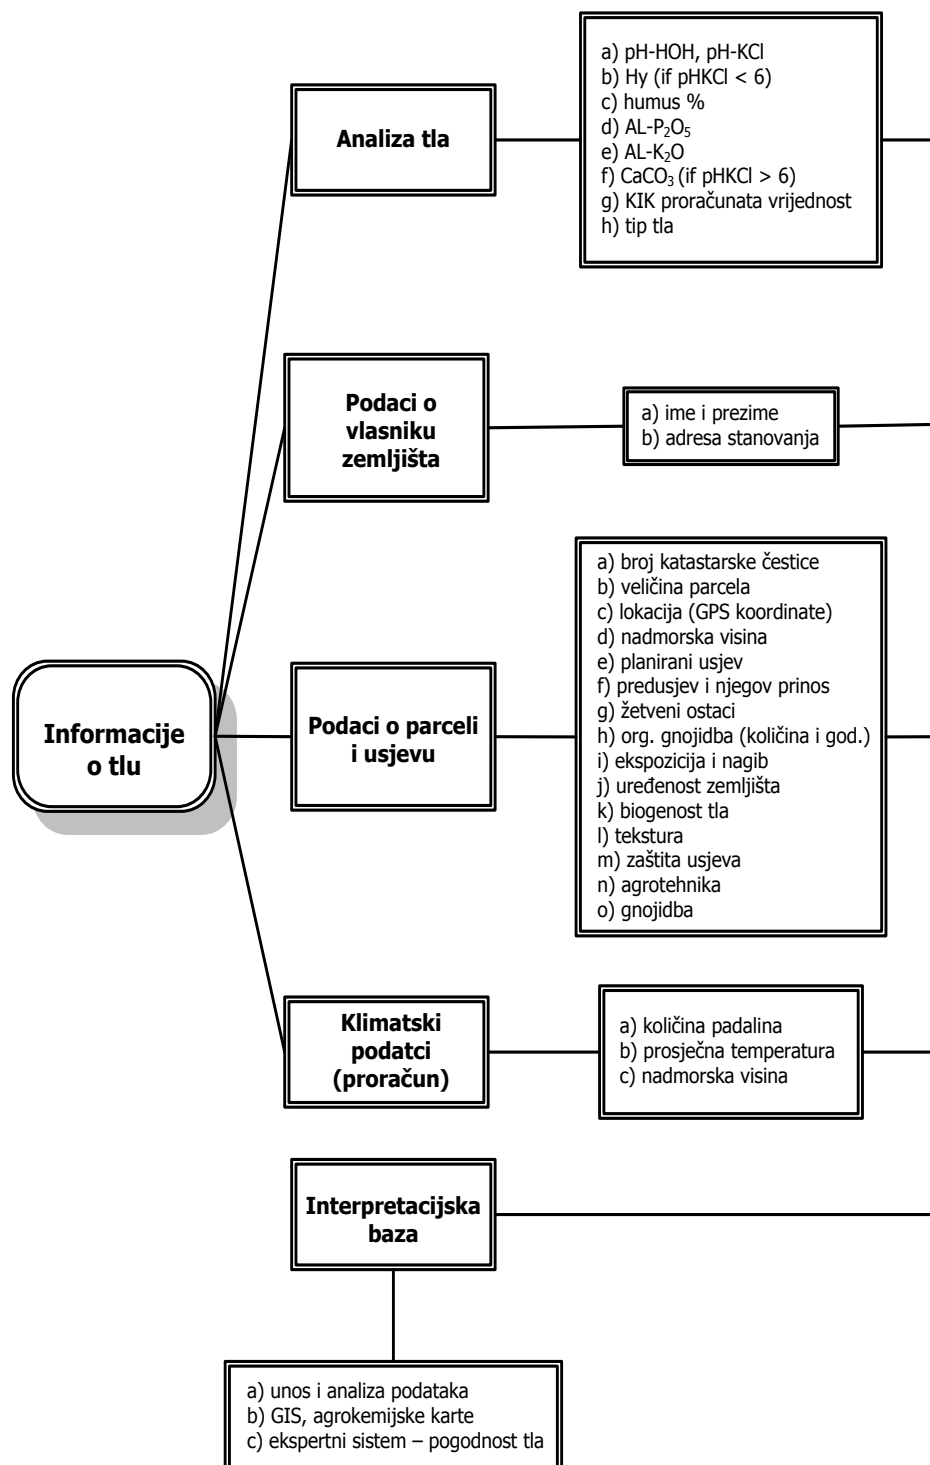 Analiza tla
a) pH-HOH, pH-KCl
b) Hy (if pHKCl < 6)
c) humus %
d) AL-P₂O₅
e) AL-K₂O
f) CaCO₃ (if pHKCl > 6)
g) KIK proračunata vrijednost
h) tip tla
Podaci o
vlasniku
zemljišta
a) ime i prezime
b) adresa stanovanja
Informacije
o tlu
Podaci o parceli
i usjevu
a) broj katastarske čestice
b) veličina parcela
c) lokacija (GPS koordinate)
d) nadmorska visina
e) planirani usjev
f) predusjev i njegov prinos
g) žetveni ostaci
h) org. gnojidba (količina i god.)
i) ekspozicija i nagib
j) uređenost zemljišta
k) biogenost tla
l) tekstura
m) zaštita usjeva
n) agrotehnika
o) gnojidba
Klimatski
podatci
(proračun)
a) količina padalina
b) prosječna temperatura
c) nadmorska visina
Interpretacijska
baza
a) unos i analiza podataka
b) GIS, agrokemijske karte
c) ekspertni sistem – pogodnost tla